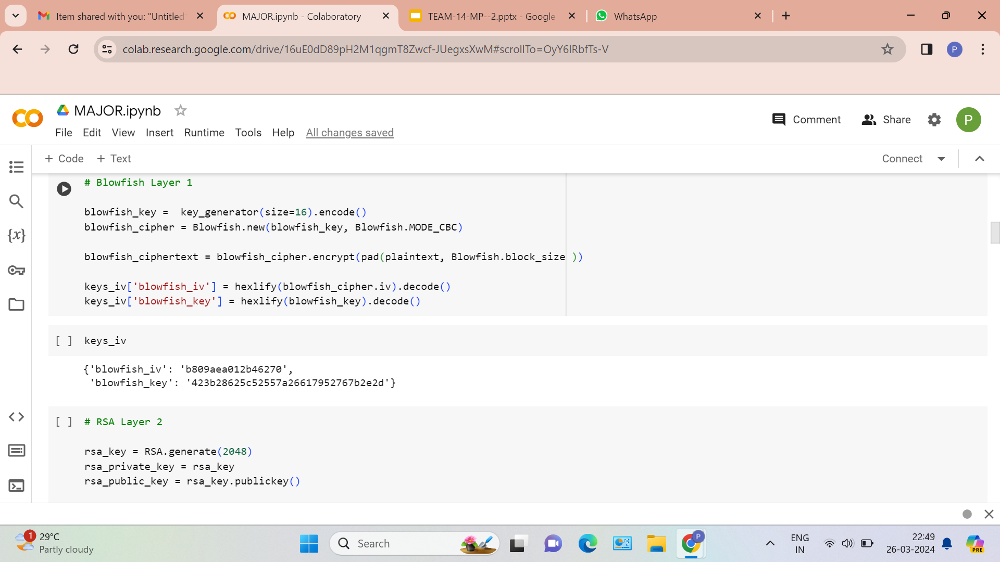 Item shared with you: "Untitled
MAJOR.ipynb - Colaboratory
TEAM-14-MP--2.pptx - Google
WhatsApp
colab.research.google.com/drive/16uE0dD89pH2M1qgmT8Zwcf-JUegxsXwM#scrollTo=OyY6lRbfTs-V
P
MAJOR.ipynb
Comment
Share
P
File Edit View Insert Runtime Tools Help All changes saved
+ Code + Text
Connect
# Blowfish Layer 1
blowfish_key =  key_generator(size=16).encode()
blowfish_cipher = Blowfish.new(blowfish_key, Blowfish.MODE_CBC)
blowfish_ciphertext = blowfish_cipher.encrypt(pad(plaintext, Blowfish.block_size ))
keys_iv['blowfish_iv'] = hexlify(blowfish_cipher.iv).decode()
keys_iv['blowfish_key'] = hexlify(blowfish_key).decode()
{x}
[ ] keys_iv
{'blowfish_iv': 'b809aea012b46270',
'blowfish_key': '423b28625c52557a26617952767b2e2d'}
[ ] # RSA Layer 2
rsa_key = RSA.generate(2048)
rsa_private_key = rsa_key
rsa_public_key = rsa_key.publickey()
1
29°C
Partly cloudy
Search
P
ENG
IN
22:49
26-03-2024
PRE